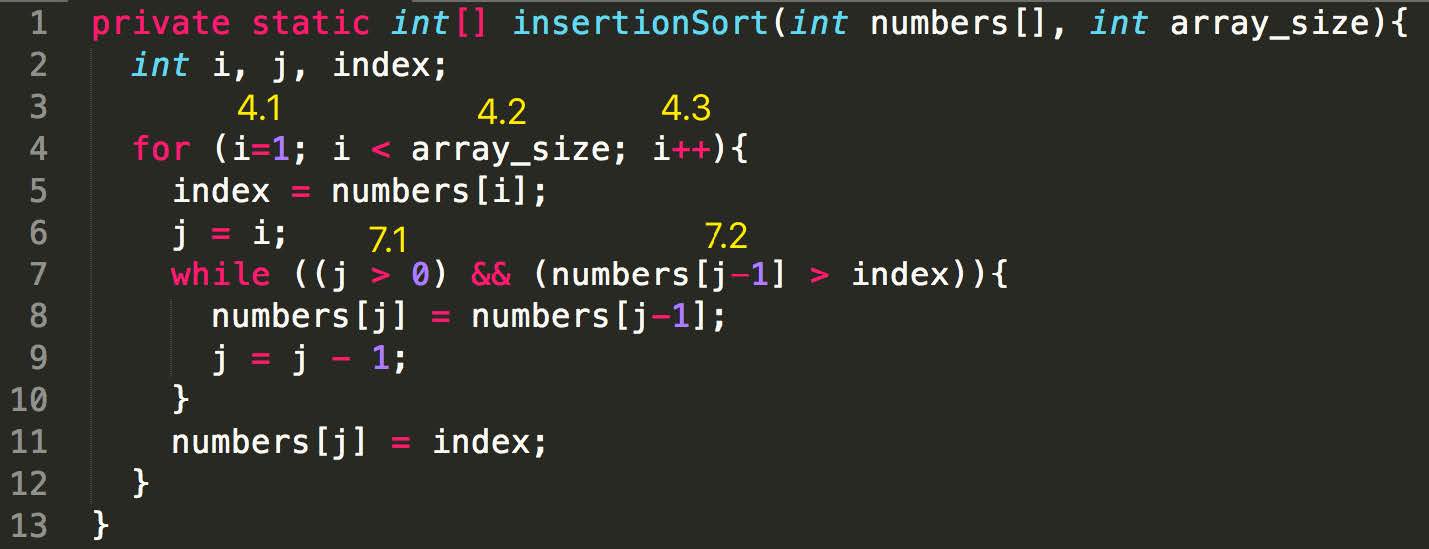 1 private static int[] insertionSort(int numbers[], int array_size){
2 int i, j, index;
3 4.1 4.2 4.3
4 for (i=1; i < array_size; i++){
5 index = numbers[i];
6 j = i; 7.1 7.2
7 while ((j > 0) && (numbers[j-1] > index)){
8 numbers[j] = numbers[j-1];
9 j = j - 1;
10 }
11 numbers[j] = index;
12 }
13 }